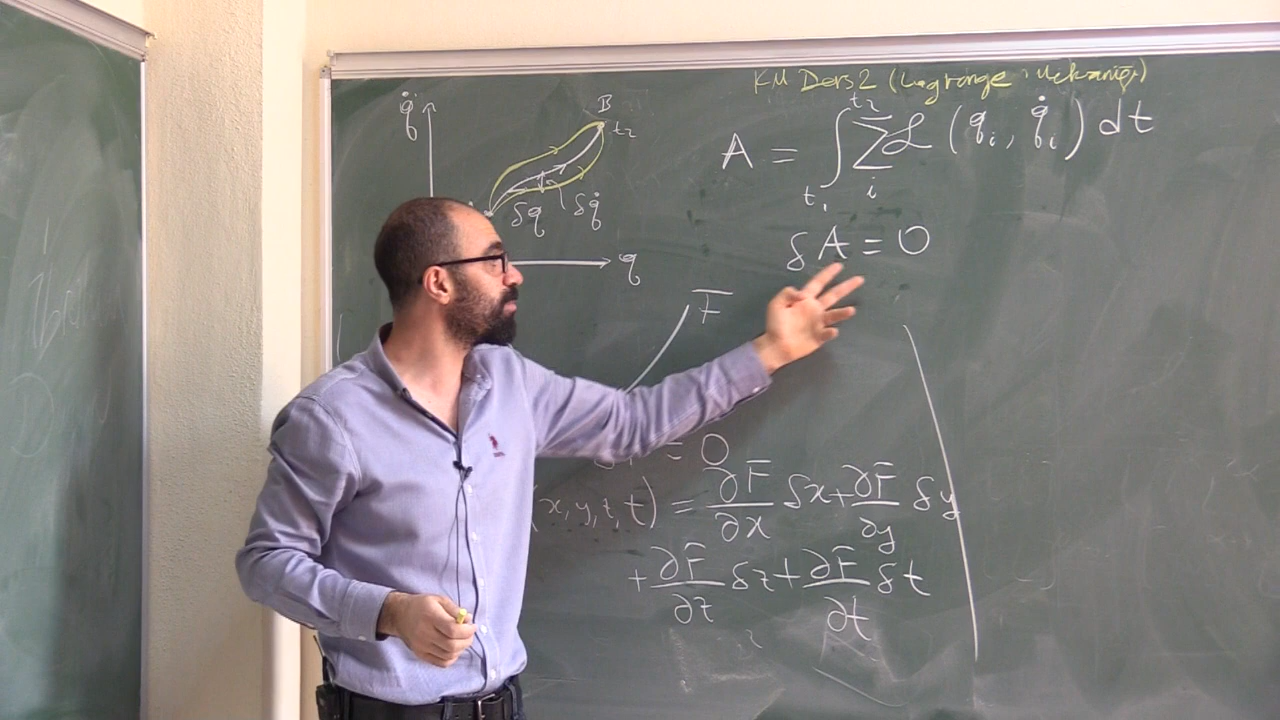 KM Ders 2 (Lagrange Mekaniği)
A = ∫_{t₁}^{t₂} Σ_i ℒ (q_i, q̇_i) dt
δA = 0
q̇
B
t₂
δq δq̇
q
F
= 0
(x, y, z, t) = ∂F/∂x δx + ∂F/∂y δy
+ ∂F/∂z δz + ∂F/∂t δt